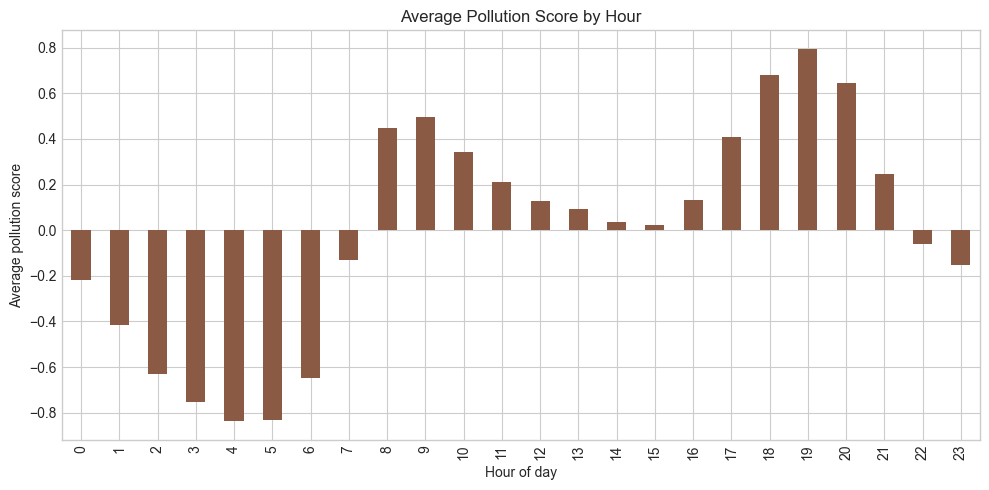 Average Pollution Score by Hour
Average pollution score
0.8
0.6
0.4
0.2
0.0
−0.2
−0.4
−0.6
−0.8
0 1 2 3 4 5 6 7 8 9 10 11 12 13 14 15 16 17 18 19 20 21 22 23
Hour of day